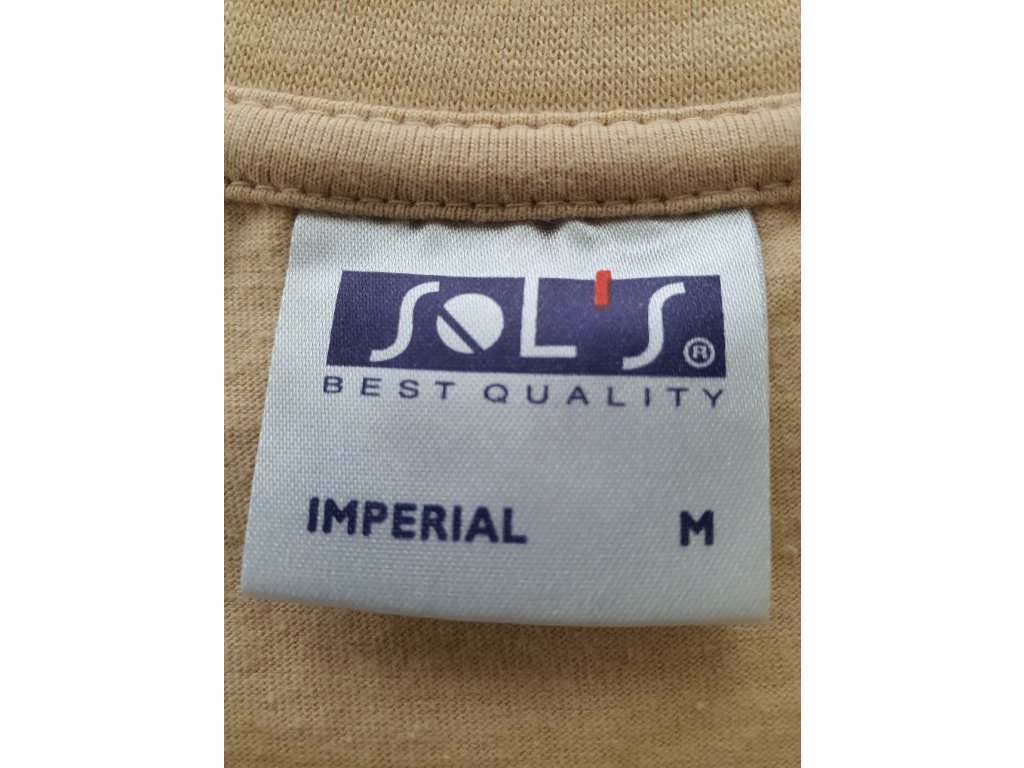 SOL'S®
BEST QUALITY
IMPERIAL M